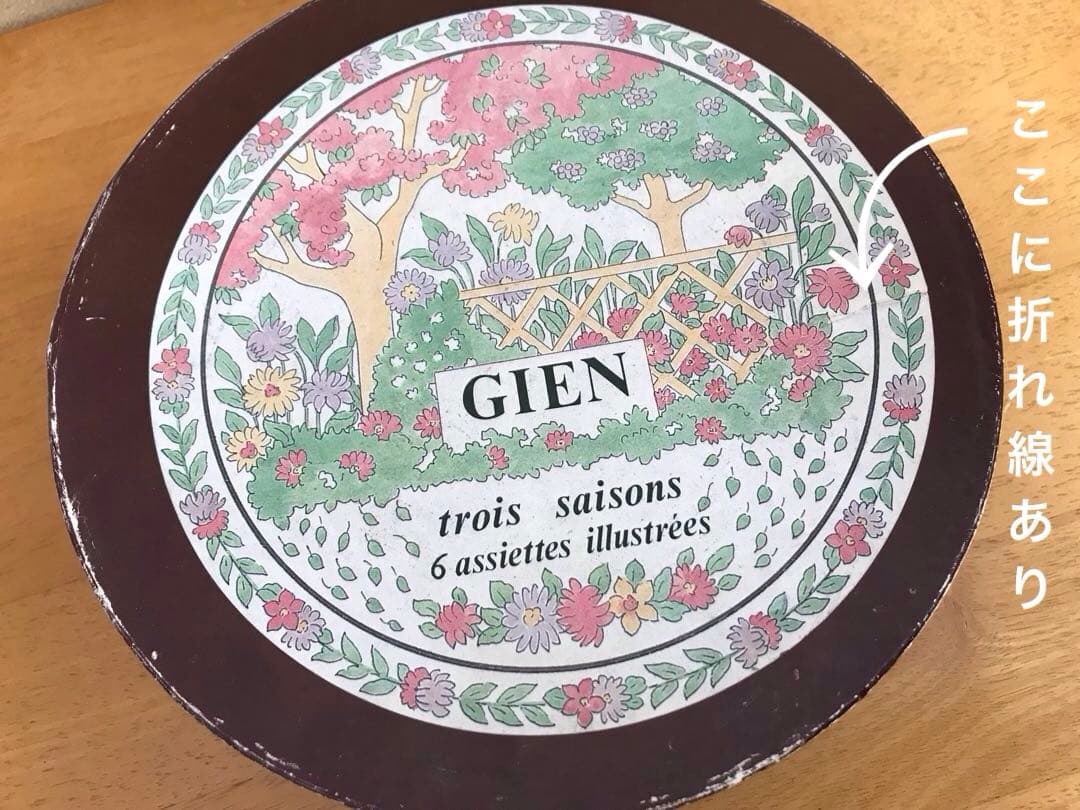 GIEN
trois saisons
6 assiettes illustrées
ここに折れ線あり